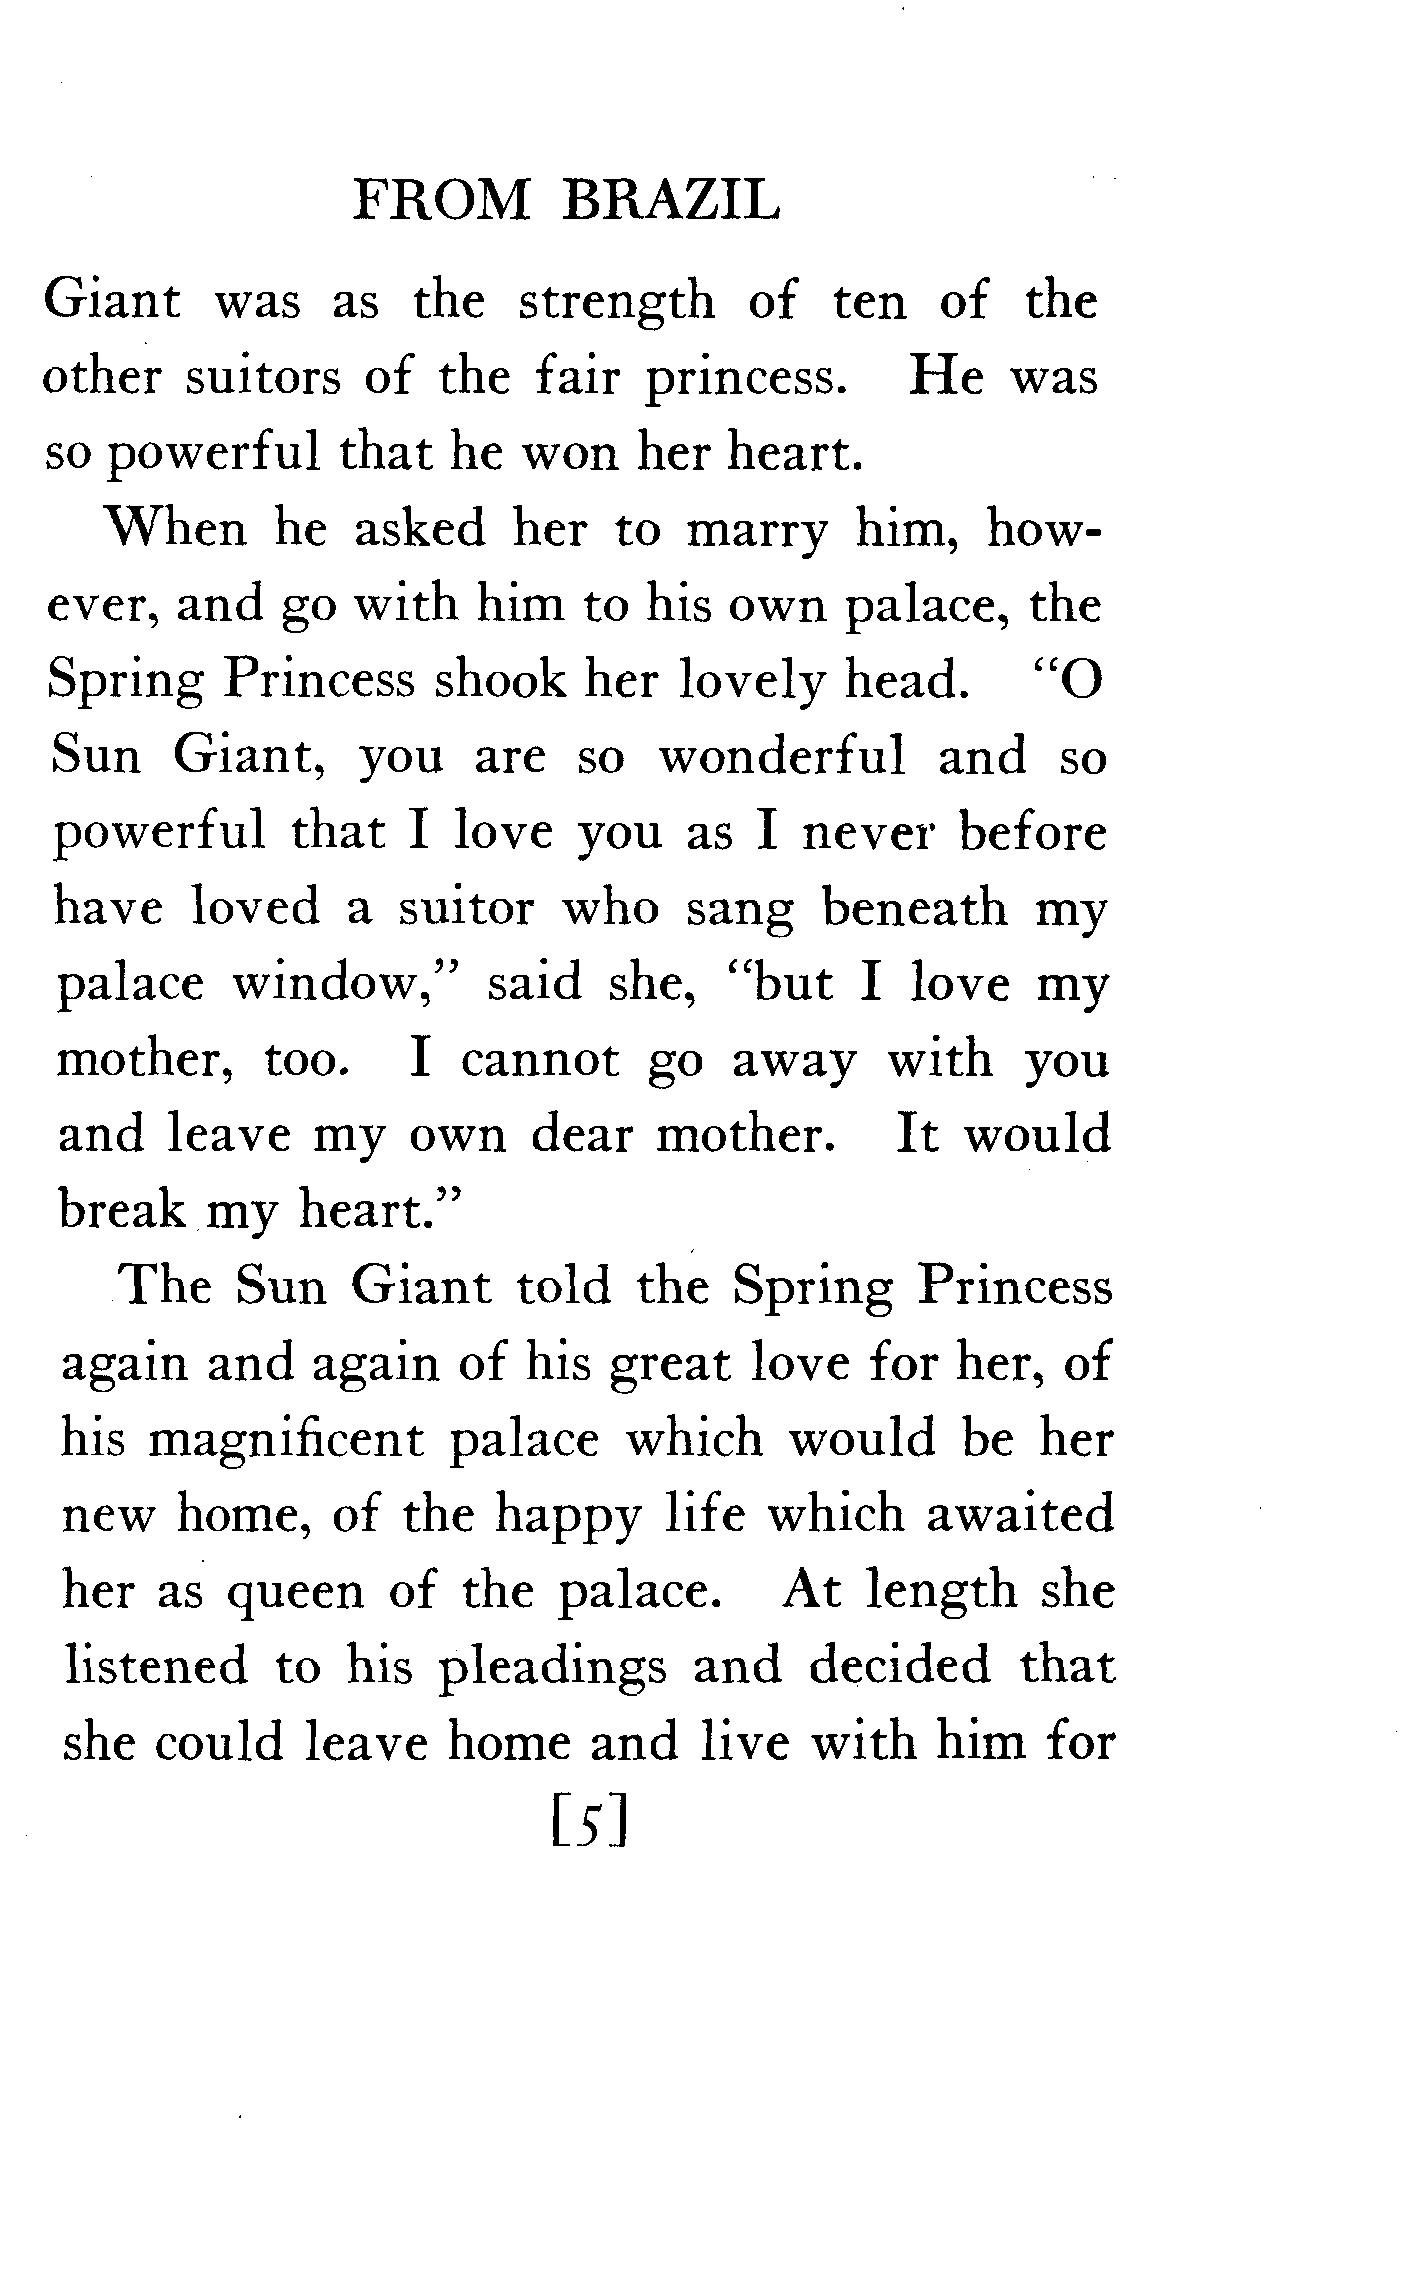 FROM BRAZIL
Giant was as the strength of ten of the
other suitors of the fair princess. He was
so powerful that he won her heart.
When he asked her to marry him, how-
ever, and go with him to his own palace, the
Spring Princess shook her lovely head. “O
Sun Giant, you are so wonderful and so
powerful that I love you as I never before
have loved a suitor who sang beneath my
palace window,” said she, “but I love my
mother, too. I cannot go away with you
and leave my own dear mother. It would
break my heart.”
The Sun Giant told the Spring Princess
again and again of his great love for her, of
his magnificent palace which would be her
new home, of the happy life which awaited
her as queen of the palace. At length she
listened to his pleadings and decided that
she could leave home and live with him for
[5]